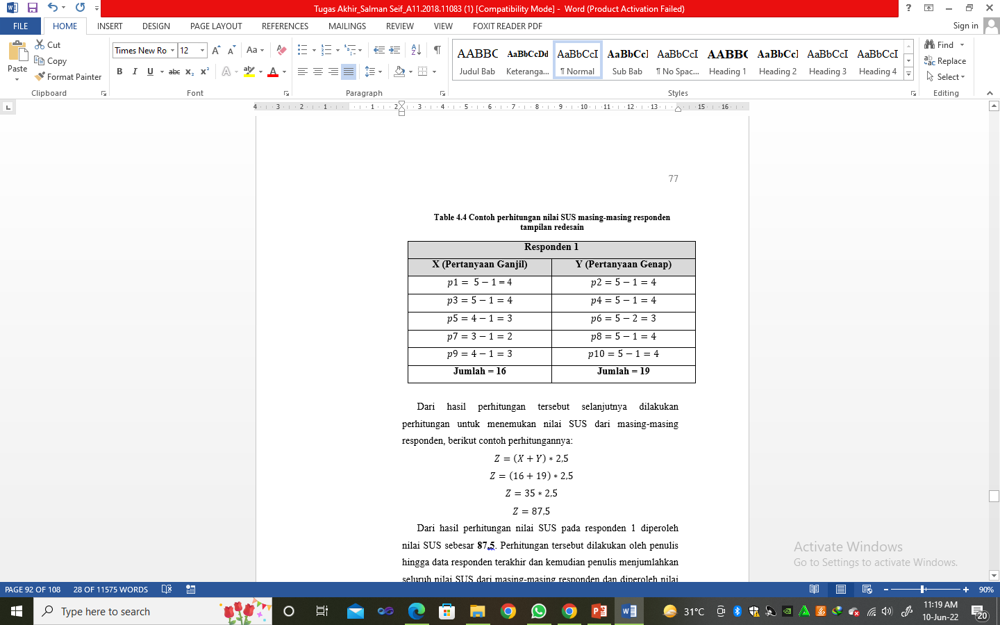 Tugas Akhir_Salman Seif_A11.2018.11083 (1) [Compatibility Mode] - Word (Product Activation Failed)
FILE HOME INSERT DESIGN PAGE LAYOUT REFERENCES MAILINGS REVIEW VIEW FOXIT READER PDF Sign in
Paste Cut Copy Format Painter
Times New Ro 12
AABBC AaBbCcDd AaBbCcI AaBbCcI AaBbCcI AABBC AaBbCcI AaBbCcI AaBbCcI
Judul Bab Keteranga... ¶ Normal Sub Bab ¶ No Spac... Heading 1 Heading 2 Heading 3 Heading 4
Find Replace Select
Clipboard Font Paragraph Styles Editing
4 3 2 1 1 2 3 4 5 6 7 8 9 10 11 12 13 15 16
77
Table 4.4 Contoh perhitungan nilai SUS masing-masing responden
tampilan redesain
Responden 1
X (Pertanyaan Ganjil) Y (Pertanyaan Genap)
p1 = 5 − 1 = 4 p2 = 5 − 1 = 4
p3 = 5 − 1 = 4 p4 = 5 − 1 = 4
p5 = 4 − 1 = 3 p6 = 5 − 2 = 3
p7 = 3 − 1 = 2 p8 = 5 − 1 = 4
p9 = 4 − 1 = 3 p10 = 5 − 1 = 4
Jumlah = 16 Jumlah = 19
Dari hasil perhitungan tersebut selanjutnya dilakukan
perhitungan untuk menemukan nilai SUS dari masing-masing
responden, berikut contoh perhitungannya:
Z = (X + Y) ∗ 2,5
Z = (16 + 19) ∗ 2,5
Z = 35 ∗ 2,5
Z = 87,5
Dari hasil perhitungan nilai SUS pada responden 1 diperoleh
nilai SUS sebesar 87,5. Perhitungan tersebut dilakukan oleh penulis
hingga data responden terakhir dan kemudian penulis menjumlahkan
seluruh nilai SUS dari masing-masing responden dan diperoleh nilai
Activate Windows
Go to Settings to activate Windows.
PAGE 92 OF 108 28 OF 11575 WORDS 90%
Type here to search 31°C 11:19 AM
10-Jun-22 20